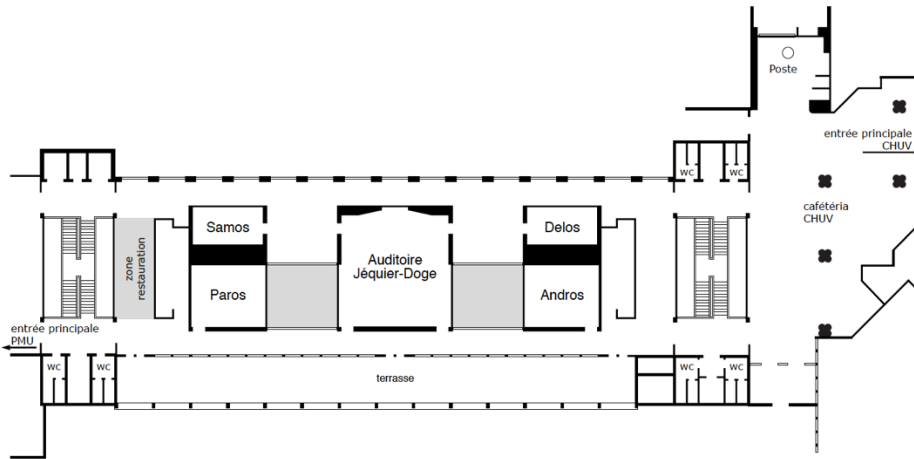 Poste
entrée principale
CHUV
WC
WC
cafétéria
CHUV
Samos
Delos
Auditoire
Jéquier-Doge
zone
restauration
Paros
Andros
entrée principale
PMU
WC
WC
WC
WC
terrasse